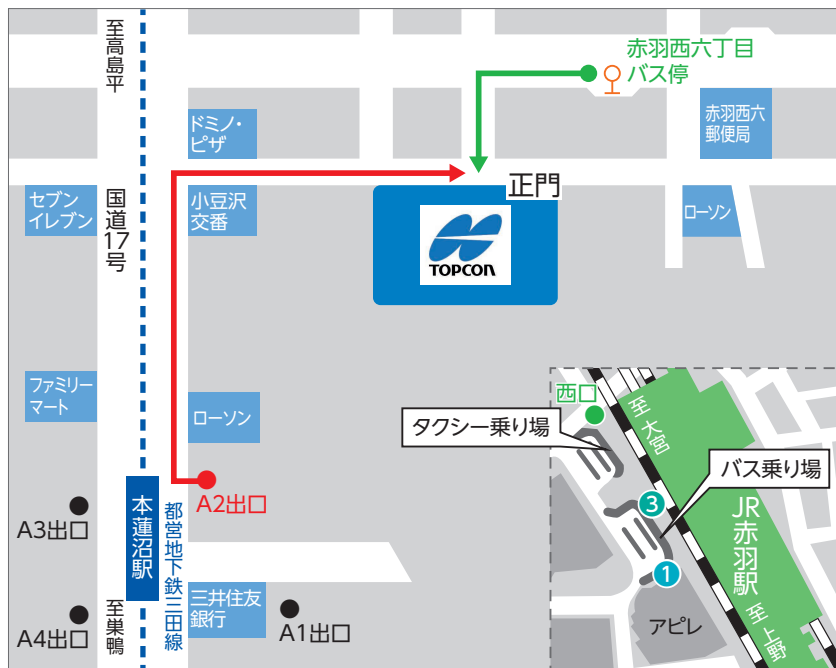 至高島平
赤羽西六丁目
バス停
ドミノ・
ピザ
赤羽西六
郵便局
セブン
イレブン
国道17号
小豆沢
交番
正門
ローソン
TOPCON
ファミリー
マート
ローソン
西口
至大宮
タクシー乗り場
バス乗り場
A2出口
3
JR赤羽駅
A3出口
本蓮沼駅
都営地下鉄三田線
1
三井住友
銀行
A1出口
至巣鴨
A4出口
アピレ
至上野